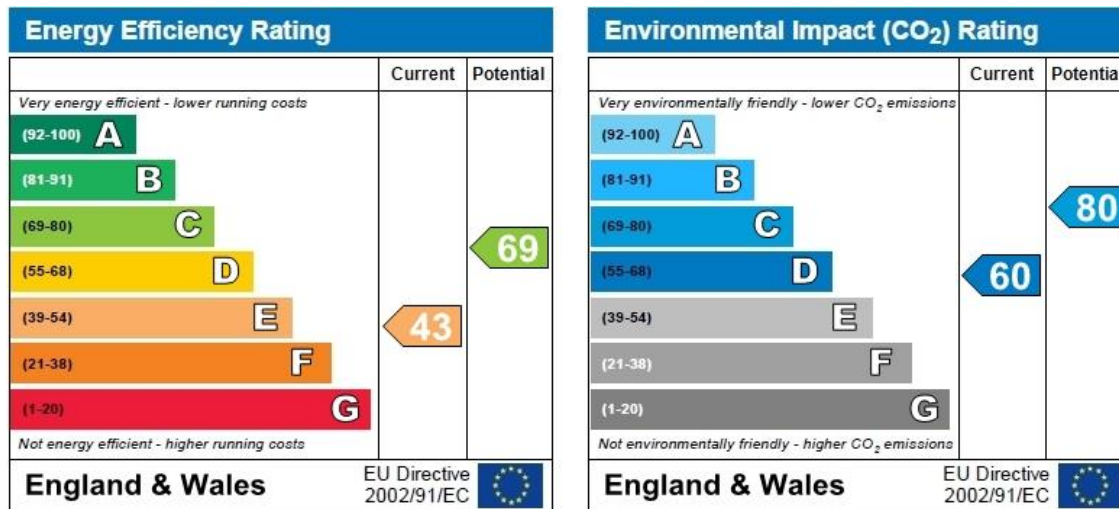 Energy Efficiency Rating
Current Potential
Very energy efficient - lower running costs
(92-100) A
(81-91) B
(69-80) C
(55-68) D
(39-54) E
(21-38) F
(1-20) G
43
69
Not energy efficient - higher running costs
England & Wales
EU Directive
2002/91/EC
Environmental Impact (CO₂) Rating
Current Potentia
Very environmentally friendly - lower CO₂ emissions
(92-100) A
(81-91) B
(69-80) C
(55-68) D
(39-54) E
(21-38) F
(1-20) G
60
80
Not environmentally friendly - higher CO₂ emissions
England & Wales
EU Directive
2002/91/EC